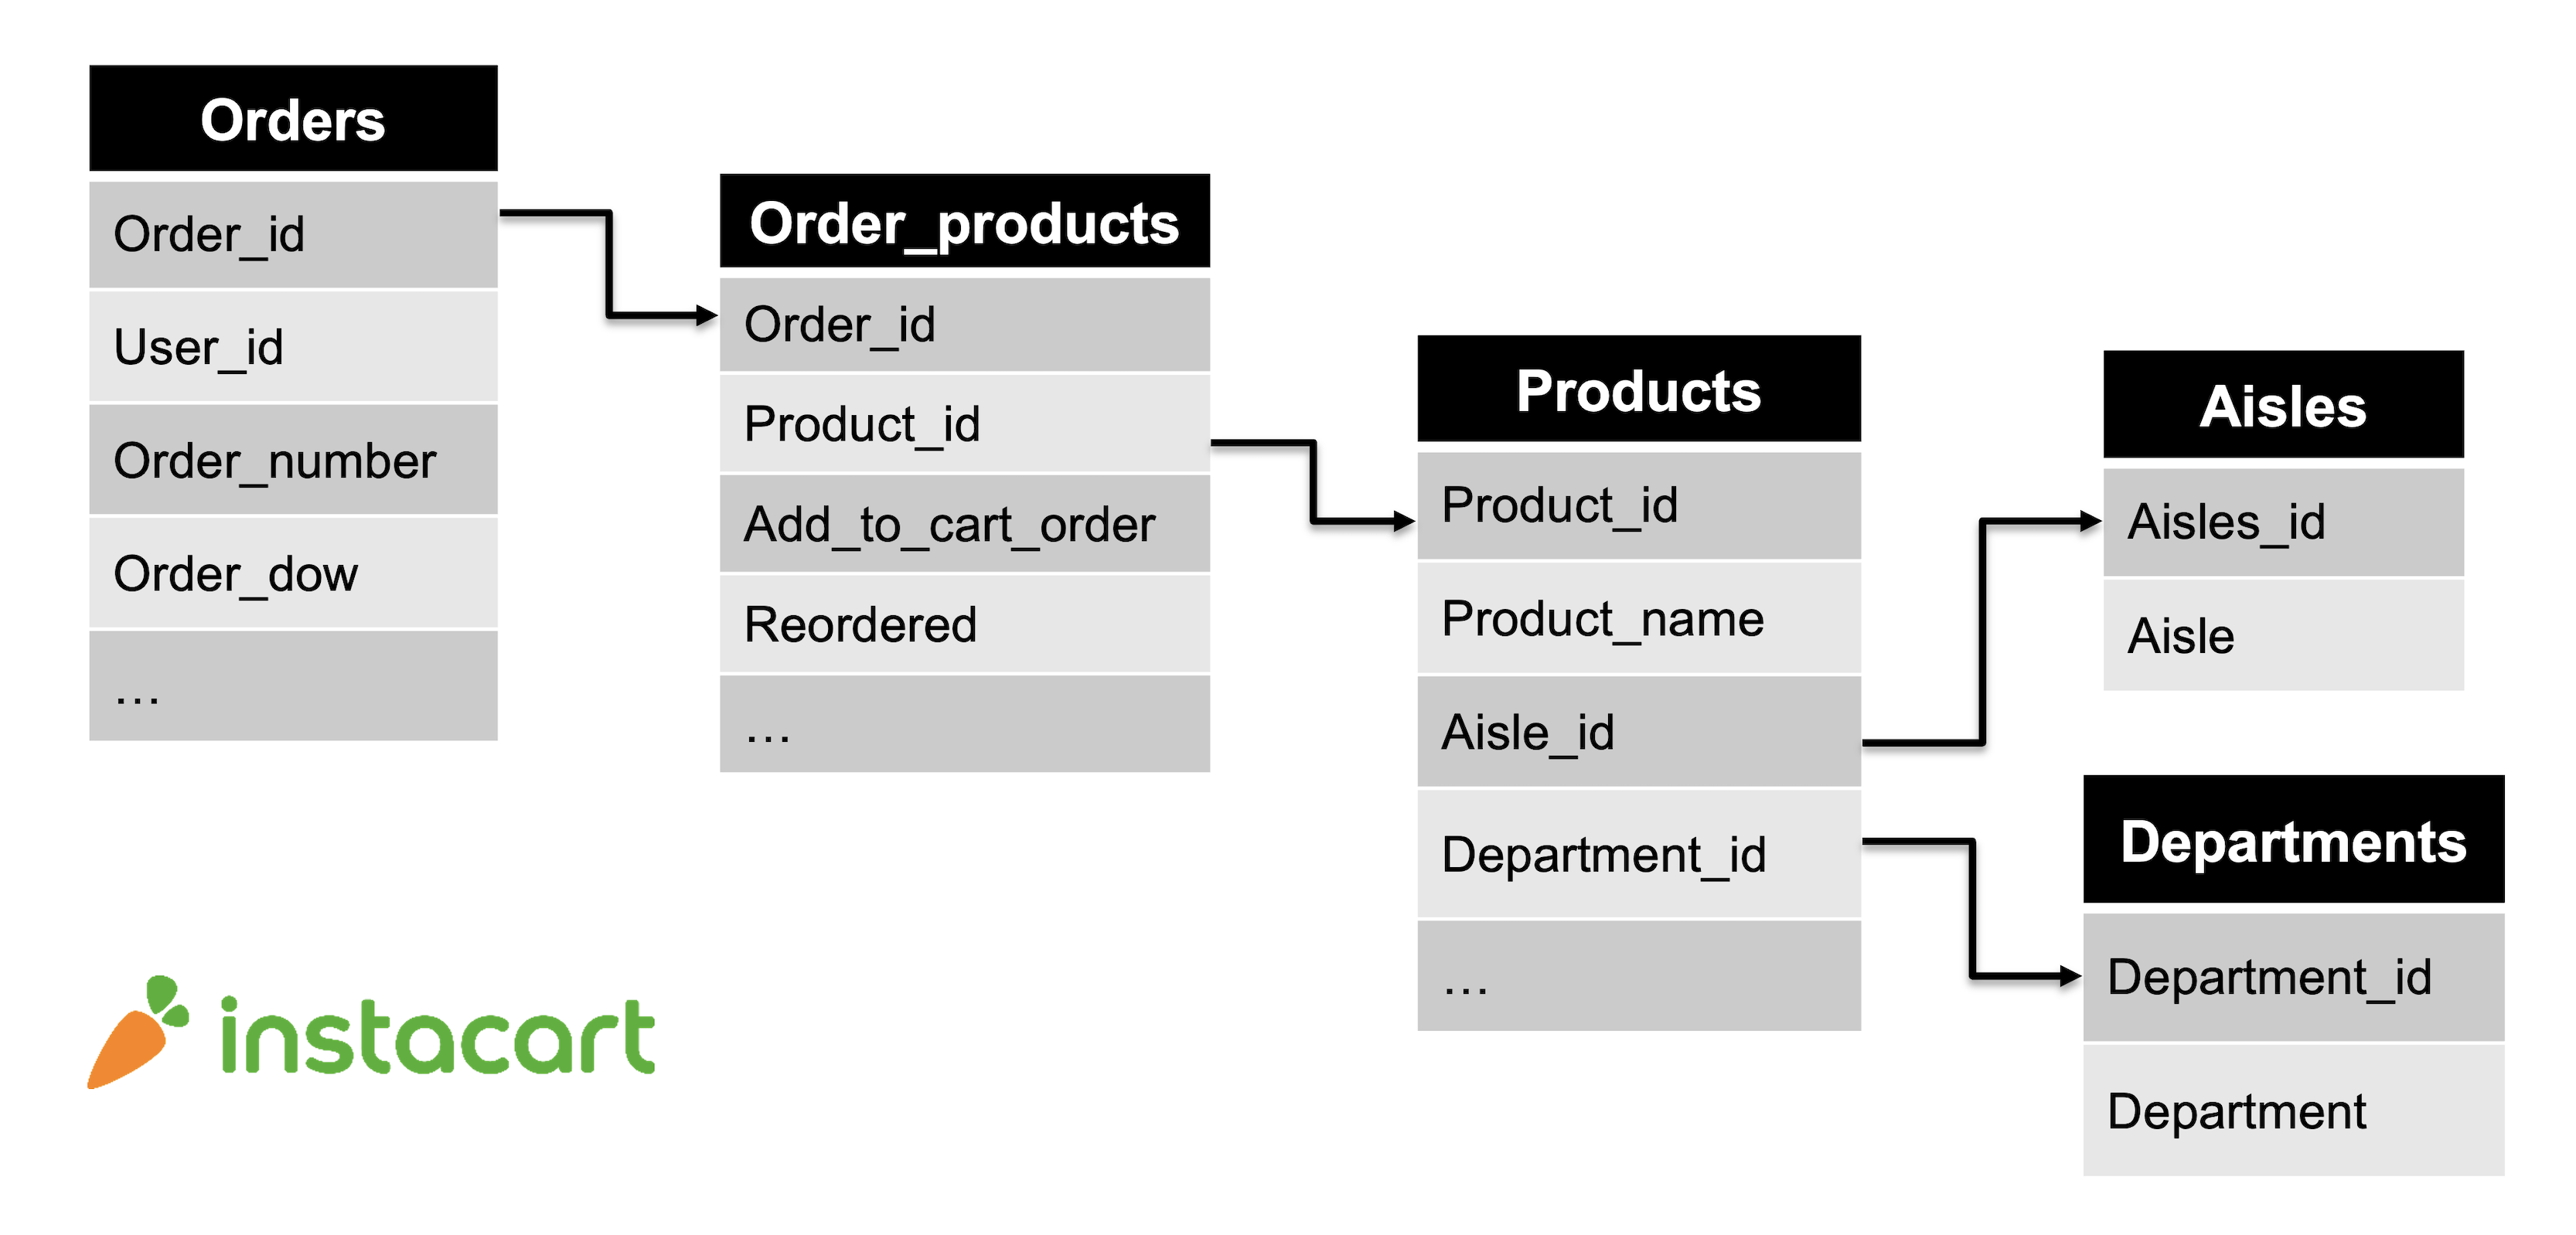 Orders
Order_id
User_id
Order_number
Order_dow
...
Order_products
Order_id
Product_id
Add_to_cart_order
Reordered
...
Products
Product_id
Product_name
Aisle_id
Department_id
...
Aisles
Aisles_id
Aisle
Departments
Department_id
Department
instacart